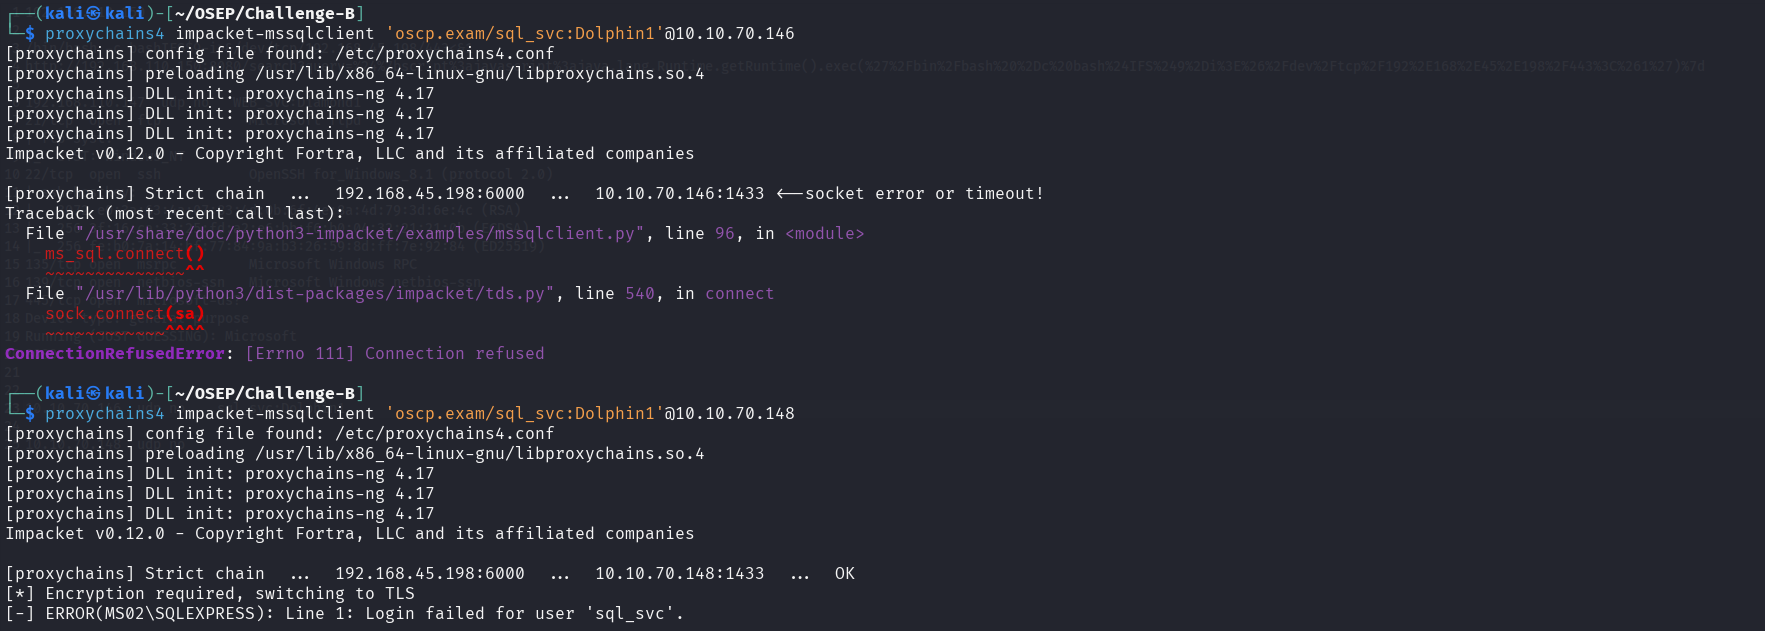 ┌──(kali㉿kali)-[~/OSEP/Challenge-B]
└─$ proxychains4 impacket-mssqlclient 'oscp.exam/sql_svc:Dolphin1'@10.10.70.146
[proxychains] config file found: /etc/proxychains4.conf
[proxychains] preloading /usr/lib/x86_64-linux-gnu/libproxychains.so.4
[proxychains] DLL init: proxychains-ng 4.17
[proxychains] DLL init: proxychains-ng 4.17
[proxychains] DLL init: proxychains-ng 4.17
Impacket v0.12.0 - Copyright Fortra, LLC and its affiliated companies
[proxychains] Strict chain  ...  192.168.45.198:6000  ...  10.10.70.146:1433 <--socket error or timeout!
Traceback (most recent call last):
  File "/usr/share/doc/python3-impacket/examples/mssqlclient.py", line 96, in <module>
    ms_sql.connect()
    ~~~~~~~~~~~~~~^^
  File "/usr/lib/python3/dist-packages/impacket/tds.py", line 540, in connect
    sock.connect(sa)
    ~~~~~~~~~~~~^^^^
ConnectionRefusedError: [Errno 111] Connection refused
┌──(kali㉿kali)-[~/OSEP/Challenge-B]
└─$ proxychains4 impacket-mssqlclient 'oscp.exam/sql_svc:Dolphin1'@10.10.70.148
[proxychains] config file found: /etc/proxychains4.conf
[proxychains] preloading /usr/lib/x86_64-linux-gnu/libproxychains.so.4
[proxychains] DLL init: proxychains-ng 4.17
[proxychains] DLL init: proxychains-ng 4.17
[proxychains] DLL init: proxychains-ng 4.17
Impacket v0.12.0 - Copyright Fortra, LLC and its affiliated companies
[proxychains] Strict chain  ...  192.168.45.198:6000  ...  10.10.70.148:1433  ...  OK
[*] Encryption required, switching to TLS
[-] ERROR(MS02\SQLEXPRESS): Line 1: Login failed for user 'sql_svc'.